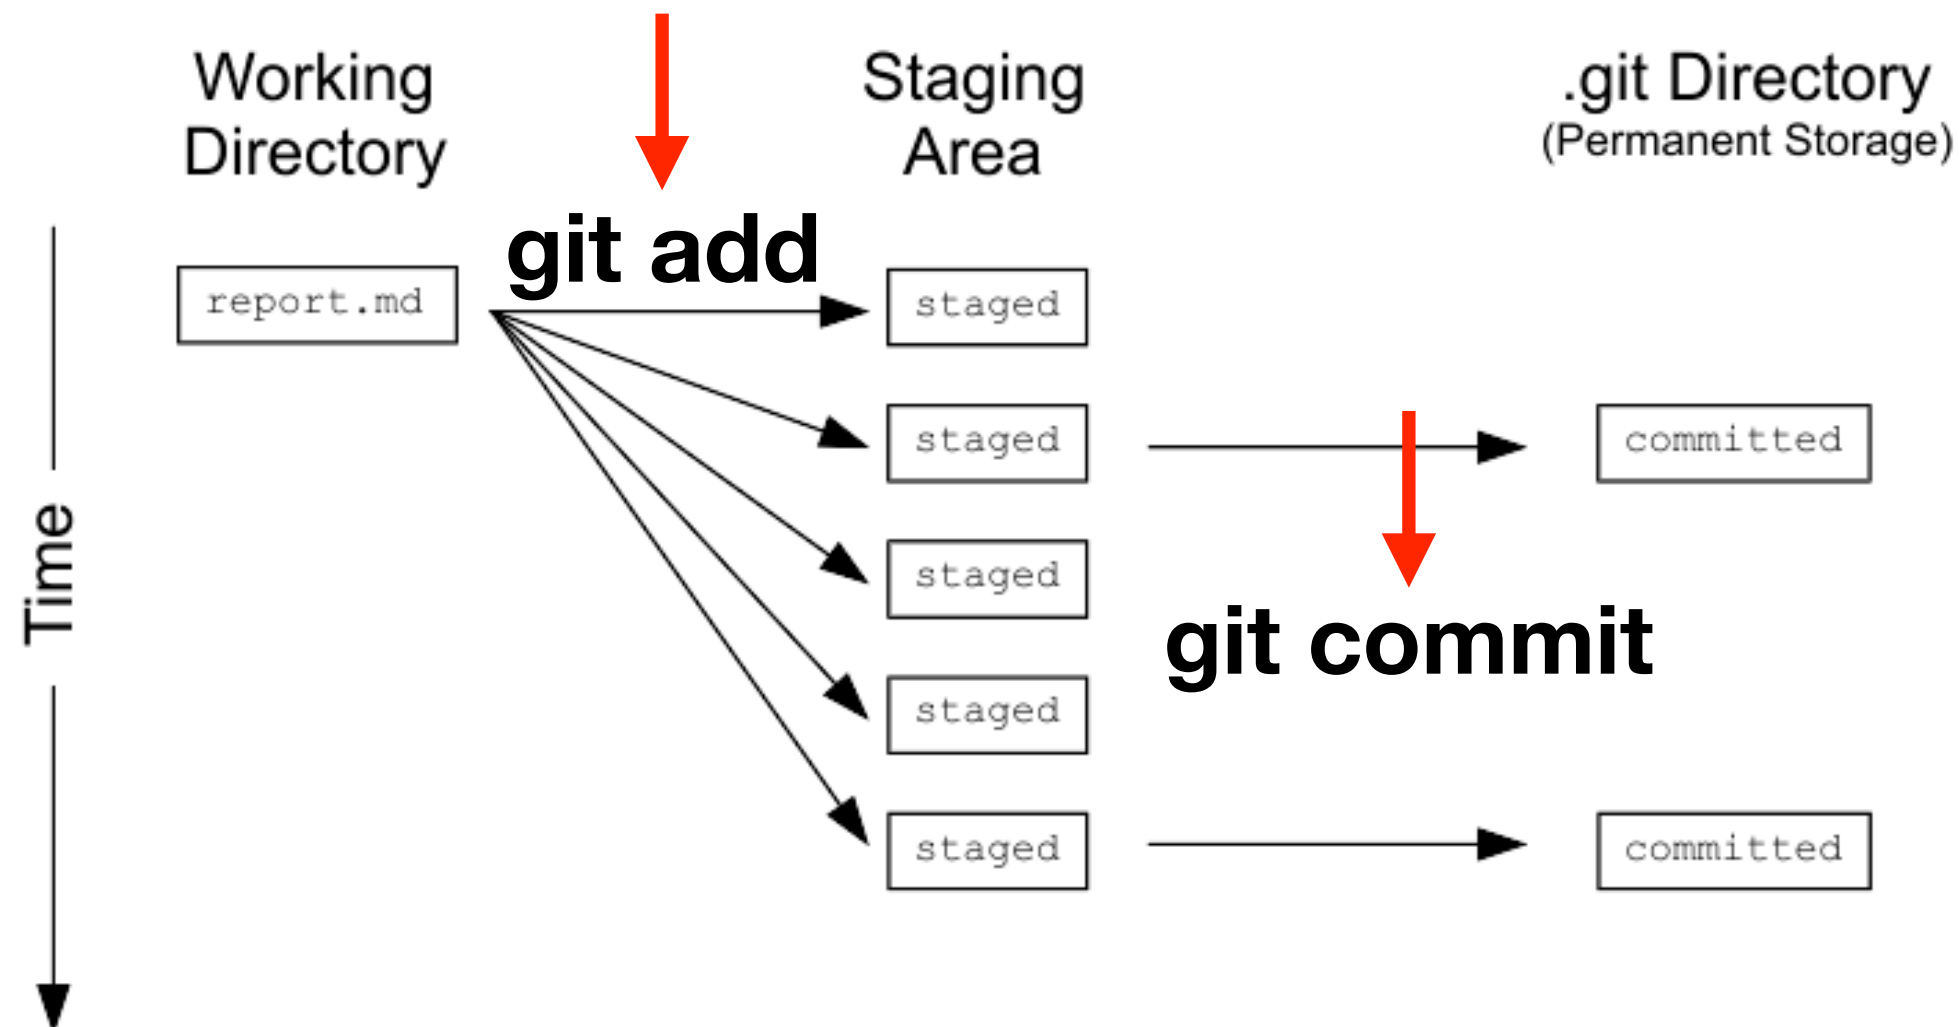 Working
Directory
Staging
Area
.git Directory
(Permanent Storage)
git add
report.md
staged
staged
committed
staged
Time
git commit
staged
staged
committed